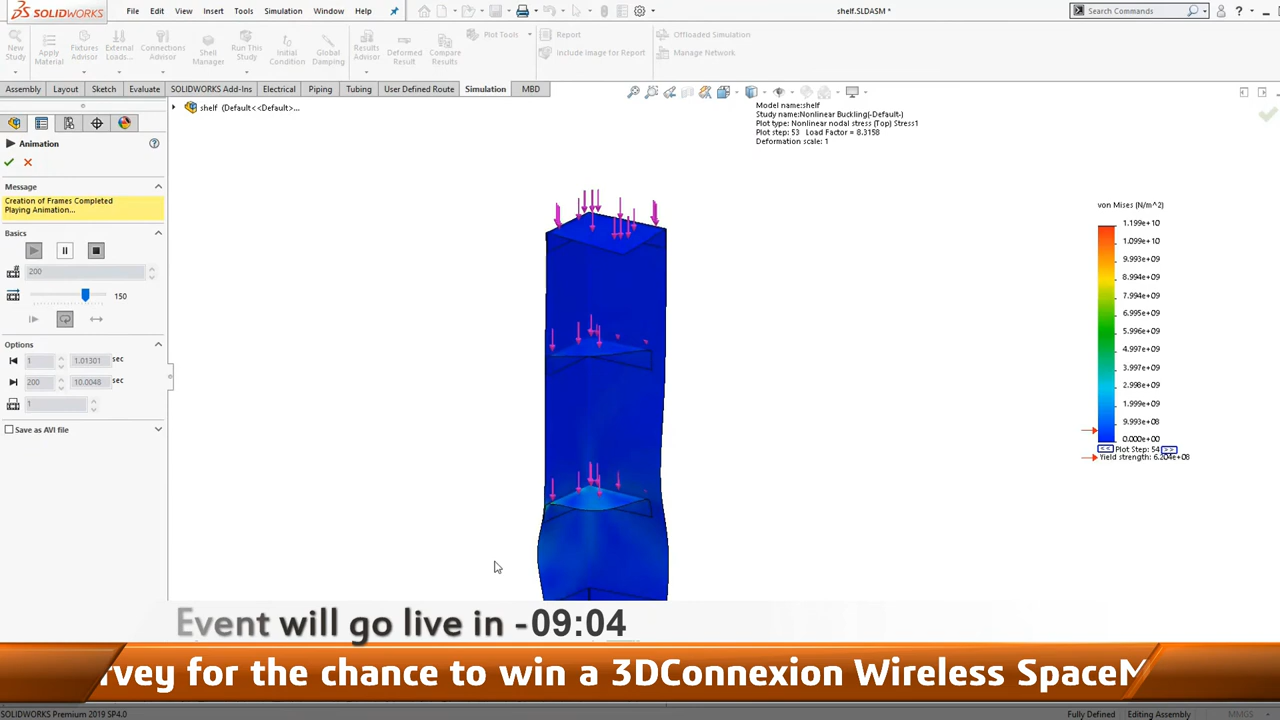 SOLIDWORKS
File Edit View Insert Tools Simulation Window Help
shelf.SLDASM *
Search Commands
New Study
Apply Material
Fixtures Advisor
External Loads...
Connections Advisor
Shell Manager
Run This Study
Initial Condition
Global Damping
Results Advisor
Deformed Result
Compare Results
Plot Tools
Report
Include Image for Report
Offloaded Simulation
Manage Network
Assembly Layout Sketch Evaluate SOLIDWORKS Add-Ins Electrical Piping Tubing User Defined Route Simulation MBD
shelf (Default<<Default>...
Model name:shelf
Study name:Nonlinear Buckling(-Default-)
Plot type: Nonlinear nodal stress (Top) Stress1
Plot step: 53 Load Factor = 8.3158
Deformation scale: 1
Animation
Message
Creation of Frames Completed
Playing Animation...
Basics
200
150
Options
1 1.01301 sec
200 10.0048 sec
1
Save as AVI file
von Mises (N/m^2)
1.199e+10
1.099e+10
9.993e+09
8.994e+09
7.994e+09
6.995e+09
5.996e+09
4.996e+09
3.997e+09
2.998e+09
1.999e+09
9.993e+08
0.000e+00
<< Plot Step: 54 >>
Yield strength: 6.204e+08
Event will go live in -09:04
rvey for the chance to win a 3DConnexion Wireless SpaceM
SOLIDWORKS Premium 2019 SP4.0
Fully Defined Editing Assembly MMGS